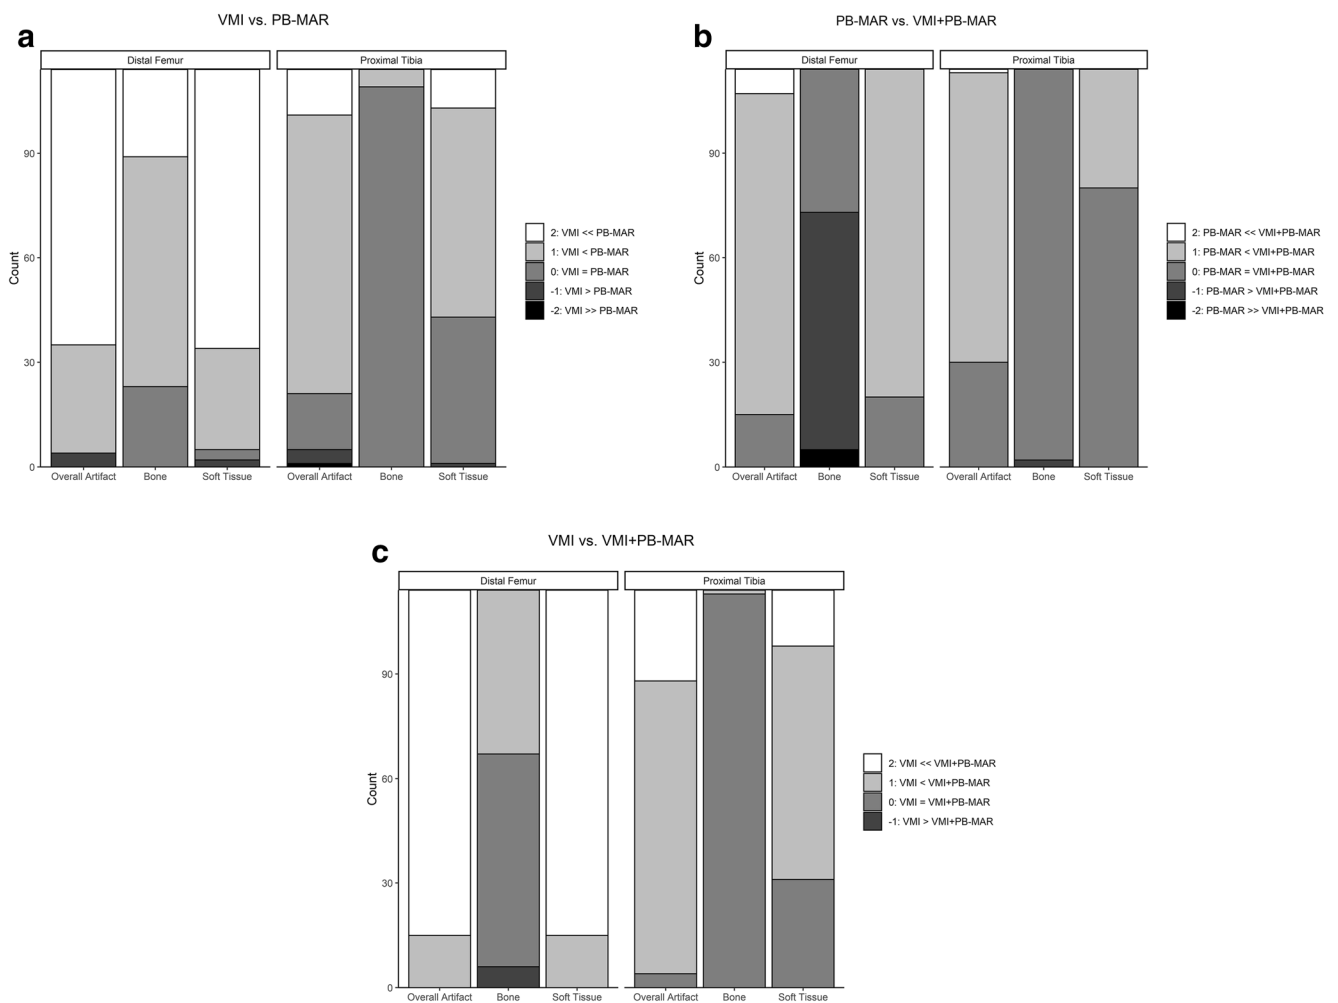 VMI vs. PB-MAR
a
Distal Femur
Proximal Tibia
90
60
30
0
Count
Overall Artifact
Bone
Soft Tissue
Overall Artifact
Bone
Soft Tissue
2: VMI << PB-MAR
1: VMI < PB-MAR
0: VMI = PB-MAR
-1: VMI > PB-MAR
-2: VMI >> PB-MAR
PB-MAR vs. VMI+PB-MAR
b
Distal Femur
Proximal Tibia
90
60
30
0
Count
Overall Artifact
Bone
Soft Tissue
Overall Artifact
Bone
Soft Tissue
2: PB-MAR << VMI+PB-MAR
1: PB-MAR < VMI+PB-MAR
0: PB-MAR = VMI+PB-MAR
-1: PB-MAR > VMI+PB-MAR
-2: PB-MAR >> VMI+PB-MAR
VMI vs. VMI+PB-MAR
c
Distal Femur
Proximal Tibia
90
60
30
0
Count
Overall Artifact
Bone
Soft Tissue
Overall Artifact
Bone
Soft Tissue
2: VMI << VMI+PB-MAR
1: VMI < VMI+PB-MAR
0: VMI = VMI+PB-MAR
-1: VMI > VMI+PB-MAR